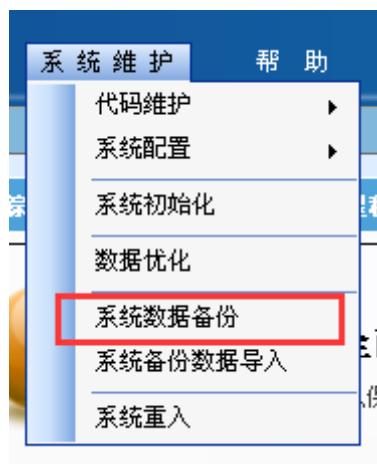 系统维护 帮助
代码维护
系统配置
系统初始化
数据优化
系统数据备份
系统备份数据导入
系统重入